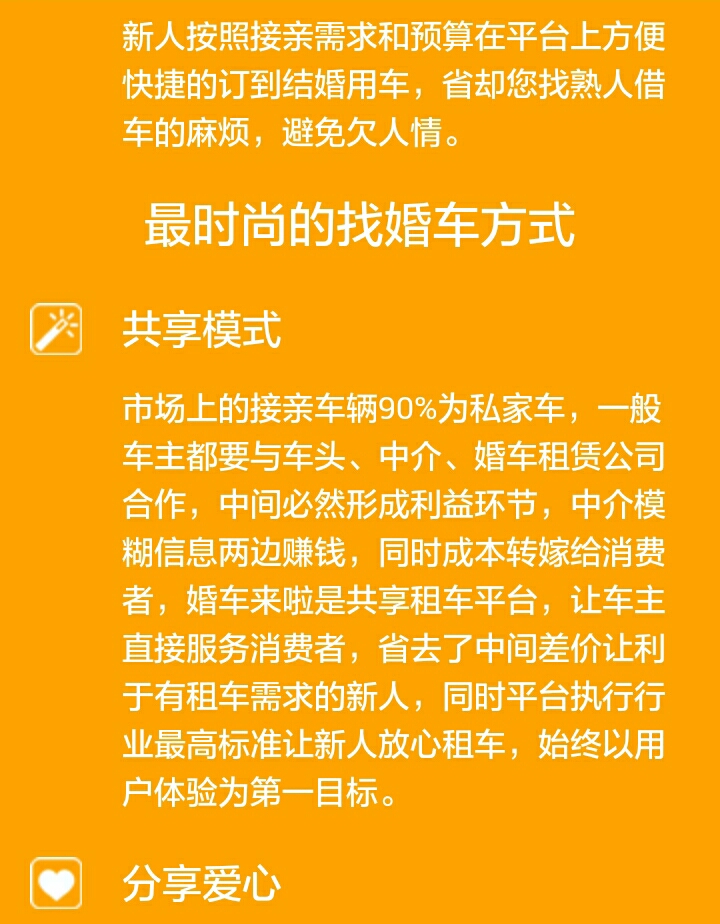 新人按照接亲需求和预算在平台上方便
快捷的订到结婚用车，省却您找熟人借
车的麻烦，避免欠人情。
最时尚的找婚车方式
共享模式
市场上的接亲车辆90%为私家车，一般
车主都要与车头、中介、婚车租赁公司
合作，中间必然形成利益环节，中介模
糊信息两边赚钱，同时成本转嫁给消费
者，婚车来啦是共享租车平台，让车主
直接服务消费者，省去了中间差价让利
于有租车需求的新人，同时平台执行行
业最高标准让新人放心租车，始终以用
户体验为第一目标。
分享爱心